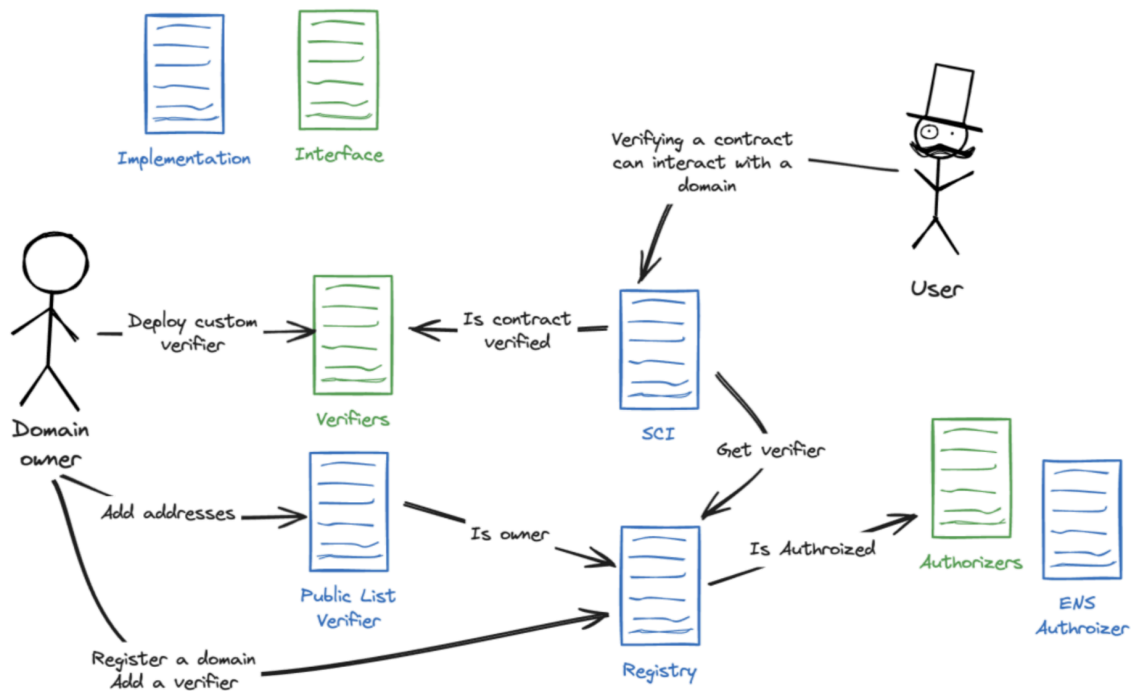 Implementation
Interface
Verifying a contract
can interact with a
domain
User
Deploy custom
verifier
Is contract
verified
Verifiers
SCI
Domain
owner
Get verifier
Add addresses
Is owner
Is Authroized
Authorizers
Public List
Verifier
ENS
Authroizer
Register a domain
Add a verifier
Registry